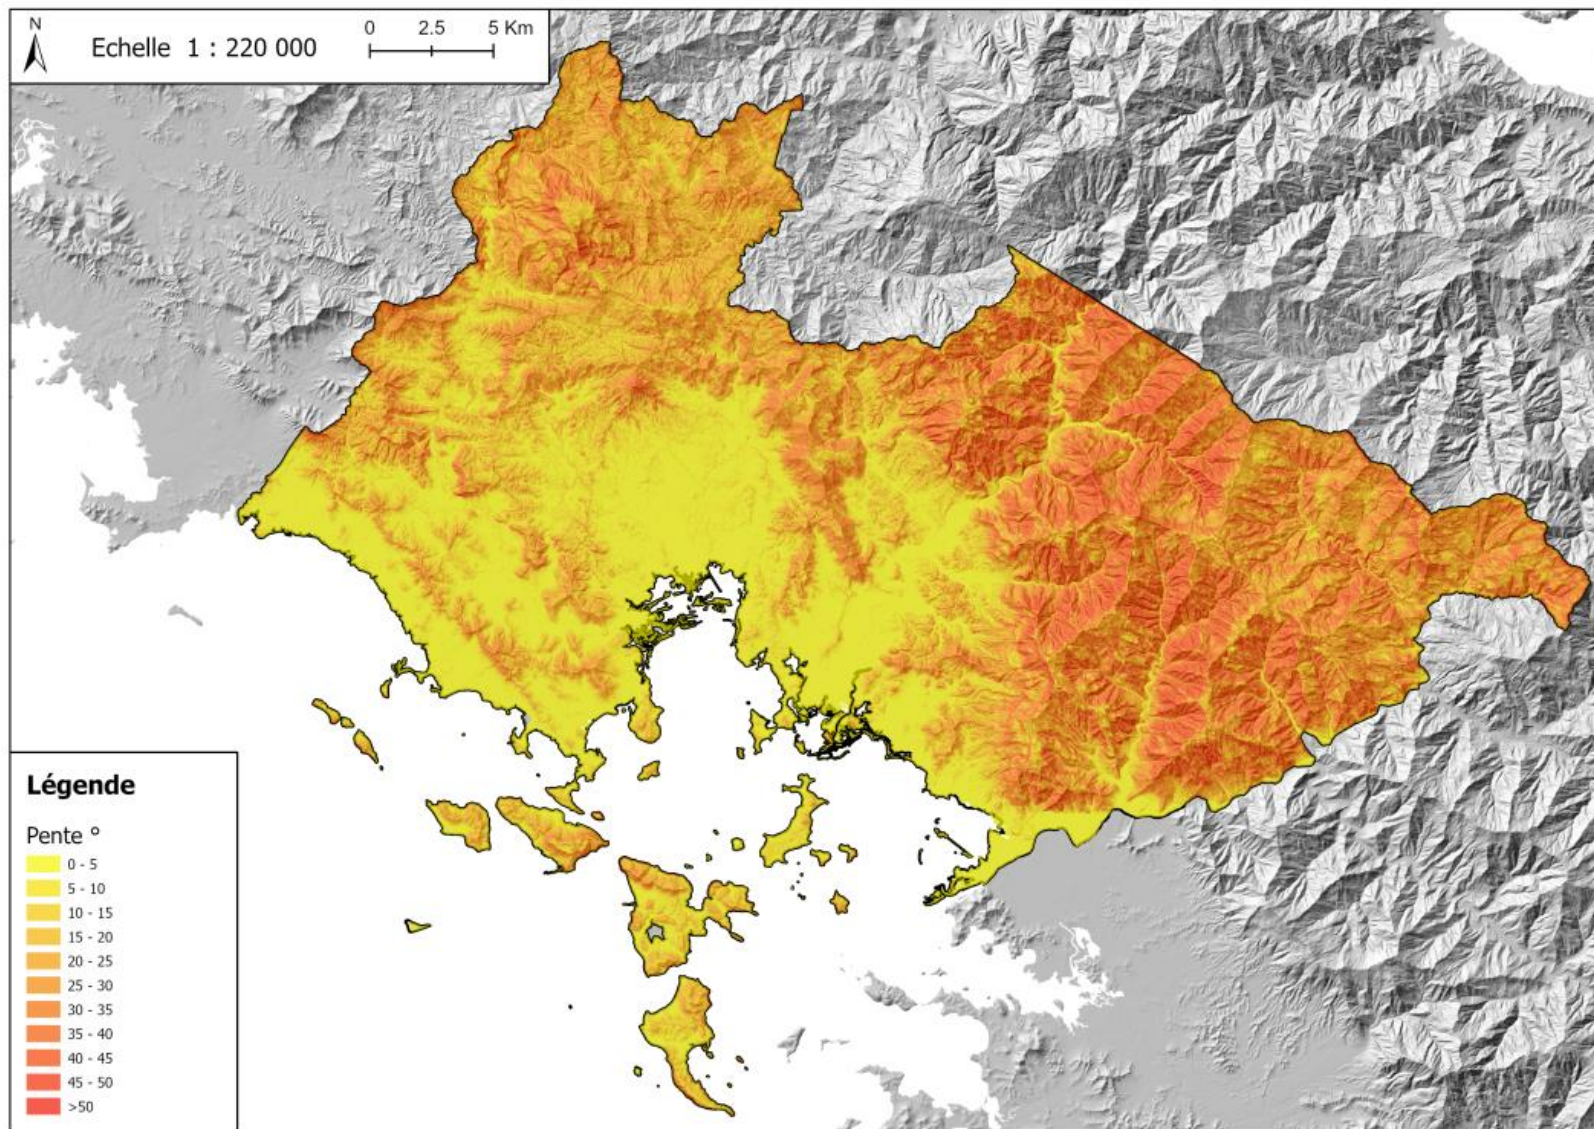 N
Echelle 1 : 220 000
0 2.5 5 Km
Légende
Pente °
0 - 5
5 - 10
10 - 15
15 - 20
20 - 25
25 - 30
30 - 35
35 - 40
40 - 45
45 - 50
>50